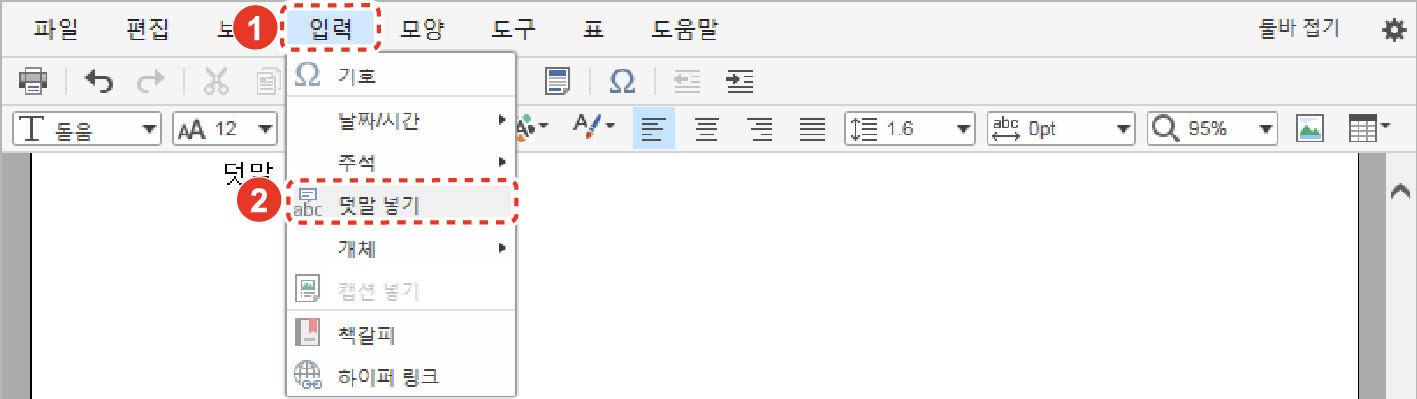 파일 편집 보 1 입력 모양 도구 표 도움말 툴바 접기
기호
돋움 12 1.6 abc 0pt 95%
날짜/시간
주석
덧말
2 abc 덧말 넣기
개체
캡션 넣기
책갈피
하이퍼 링크